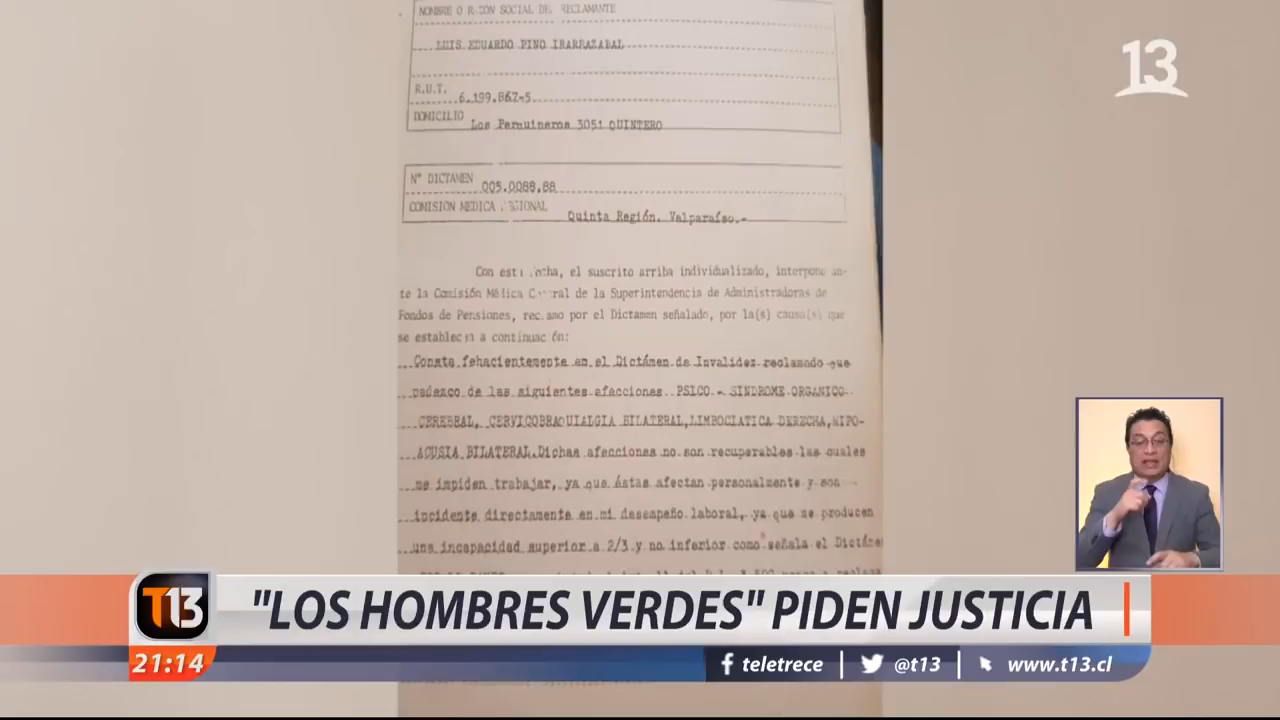 NOMBRE O RAZON SOCIAL DEL RECLAMANTE
LUIS EDUARDO PINO IRARRAZABAL
13
R.U.T. 6.199.867-5
DOMICILIO Los Pequineros 3051 QUINTERO
N° DICTAMEN 005.0088.88
COMISION MEDICA REGIONAL Quinta Región. Valparaíso.-
Con esta fecha, el suscrito arriba individualizado, interpone an-
te la Comisión Médica Central de la Superintendencia de Administradoras de
Fondos de Pensiones, reclamo por el Dictamen señalado, por la(s) causa(s) que
se establecen a continuación:
Consta fehacientemente en el Dictámen de Invalidez reclamado que
padezco de las siguientes afecciones PSICO - SINDROME ORGANICO
CEREBRAL, CERVICOBRAQUIALGIA BILATERAL,LIMBOCIATICA DERECHA,HIPO-
ACUSIA BILATERAL.Dichas afecciones no son recuperables las cuales
me impiden trabajar, ya que éstas afectan personalmente y son
incidente directamente en mi desempeño laboral, ya que se producen
una incapacidad superior a 2/3 y no inferior como señala el Dictáme
T13
"LOS HOMBRES VERDES" PIDEN JUSTICIA
21:14
teletrece
@t13
www.t13.cl